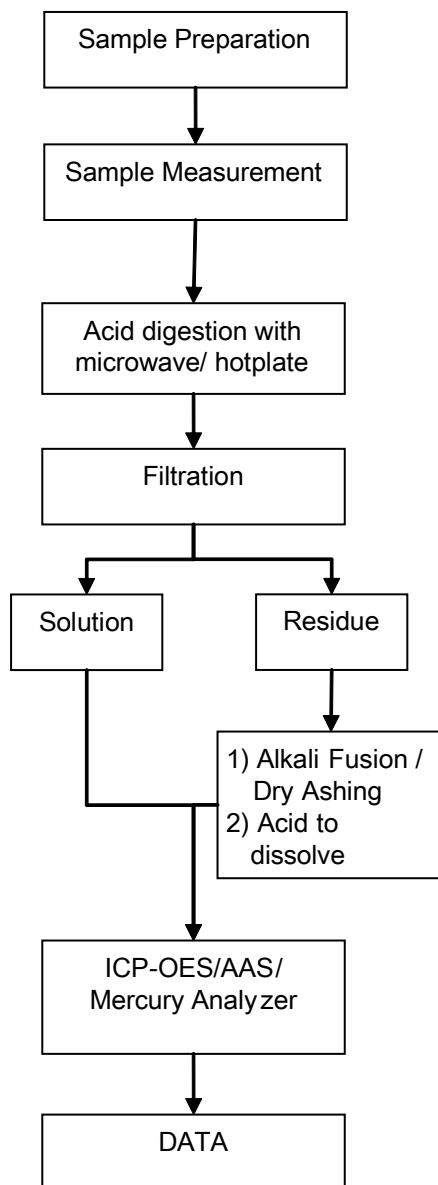 Sample Preparation
Sample Measurement
Acid digestion with
microwave/ hotplate
Filtration
Solution
Residue
1) Alkali Fusion /
Dry Ashing
2) Acid to
dissolve
ICP-OES/AAS/
Mercury Analyzer
DATA